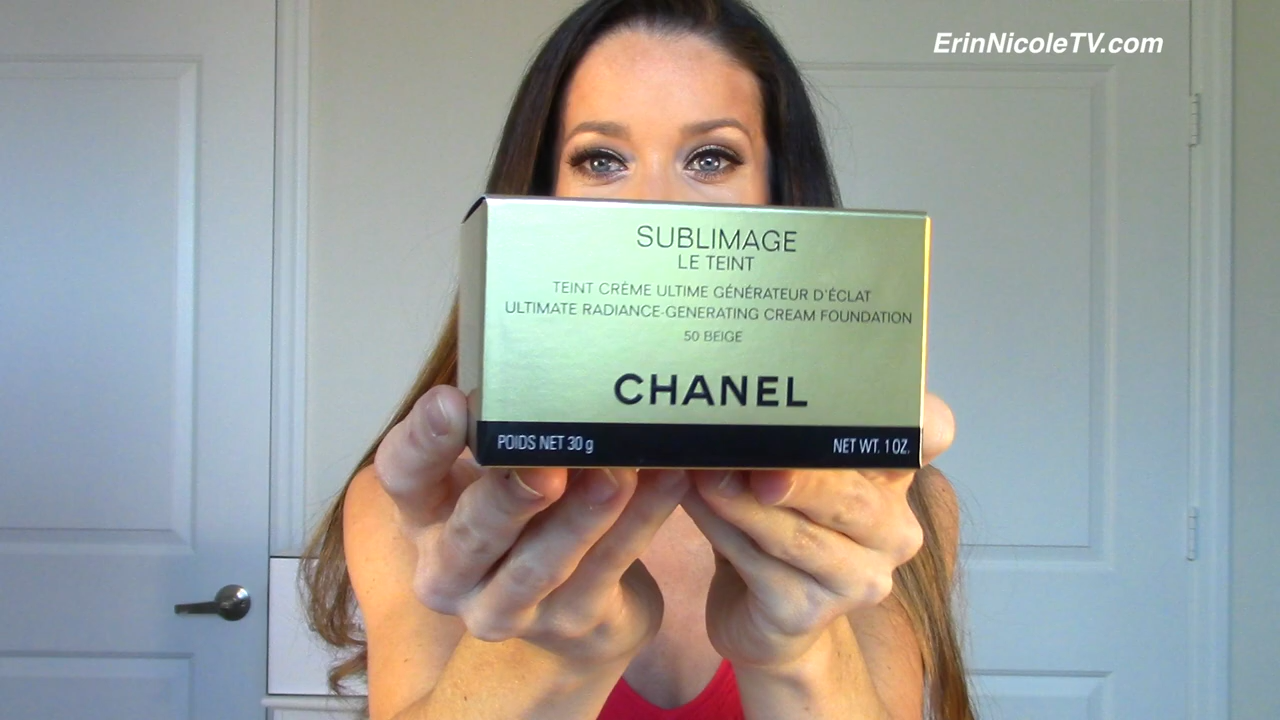 ErinNicoleTV.com
SUBLIMAGE
LE TEINT
TEINT CRÈME ULTIME GÉNÉRATEUR D'ÉCLAT
ULTIMATE RADIANCE-GENERATING CREAM FOUNDATION
50 BEIGE
CHANEL
POIDS NET 30 g NET WT. 1 OZ.